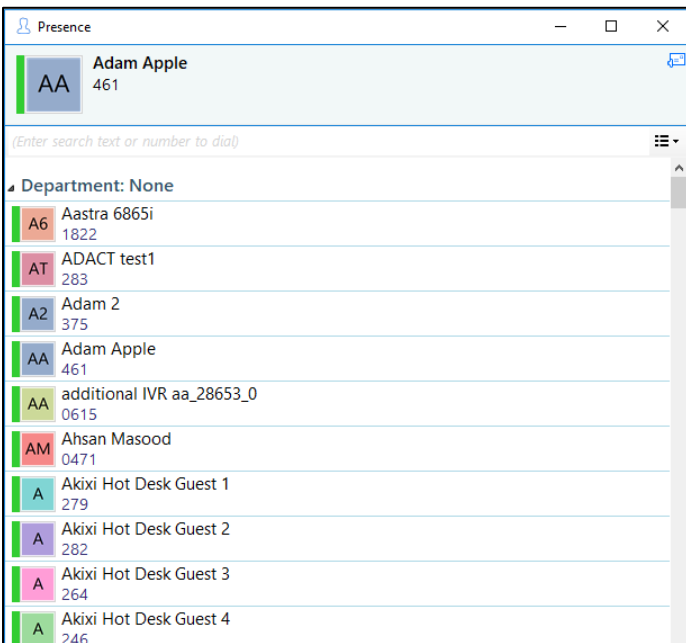 Presence
AA
Adam Apple
461
(Enter search text or number to dial)
Department: None
A6
Aastra 6865i
1822
AT
ADACT test1
283
A2
Adam 2
375
AA
Adam Apple
461
AA
additional IVR aa_28653_0
0615
AM
Ahsan Masood
0471
A
Akixi Hot Desk Guest 1
279
A
Akixi Hot Desk Guest 2
282
A
Akixi Hot Desk Guest 3
264
A
Akixi Hot Desk Guest 4
246